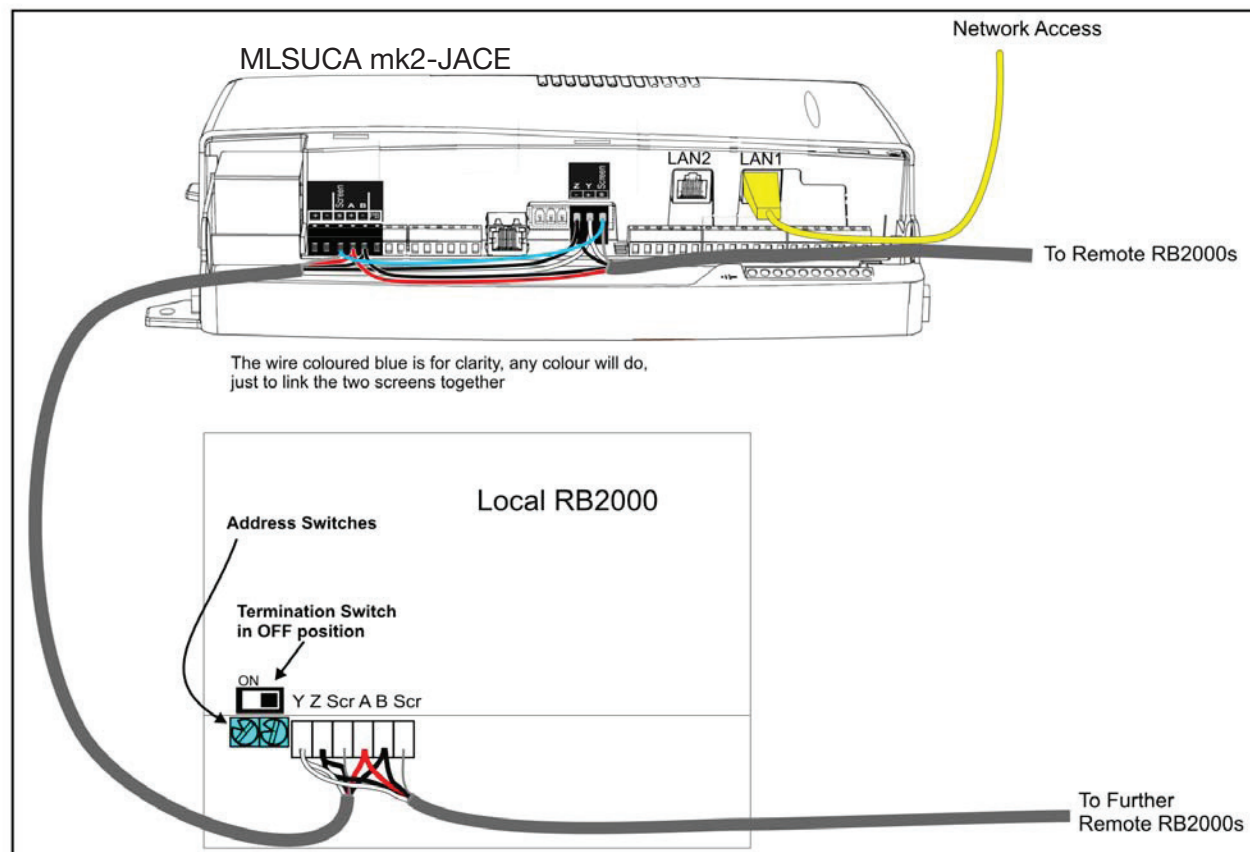 Network Access
MLSUCA mk2-JACE
LAN2
LAN1
Z Y Screen
Screen A B PB
To Remote RB2000s
The wire coloured blue is for clarity, any colour will do,
just to link the two screens together
Local RB2000
Address Switches
Termination Switch
in OFF position
ON
Y Z Scr A B Scr
To Further
Remote RB2000s